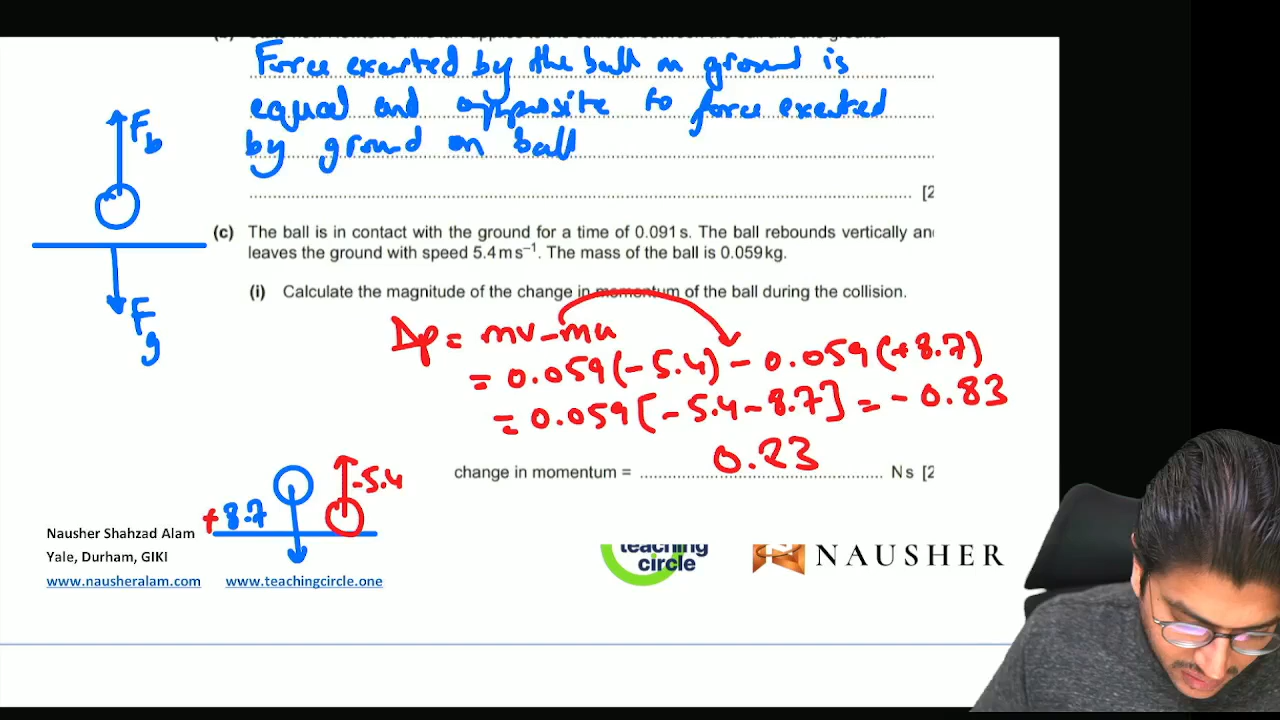 Force exerted by the ball on ground is
equal and opposite to force exerted
by ground on ball
[2
F b
F g
(c) The ball is in contact with the ground for a time of 0.091 s. The ball rebounds vertically an
leaves the ground with speed 5.4 m s⁻¹. The mass of the ball is 0.059 kg.
(i) Calculate the magnitude of the change in momentum of the ball during the collision.
Δp = mv - mu
= 0.059(-5.4) - 0.059(+8.7)
= 0.059[-5.4-8.7] = -0.83
0.23
change in momentum = ............ N s [2
+8.7
-5.4
Nausher Shahzad Alam
Yale, Durham, GIKI
www.nausheralam.com www.teachingcircle.one
teaching
circle
NAUSHER